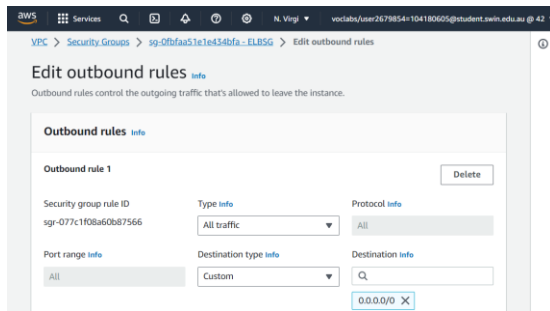 aws Services N. Virgi ▼ voclabs/user2679854=104180605@student.swin.edu.au @ 42
VPC > Security Groups > sg-0fbfaa51e1e434bfa - ELBSG > Edit outbound rules
Edit outbound rules Info
Outbound rules control the outgoing traffic that's allowed to leave the instance.
Outbound rules Info
Outbound rule 1
Delete
Security group rule ID Type Info Protocol Info
sgr-077c1f08a60b87566 All traffic All
Port range Info Destination type Info Destination Info
All Custom
0.0.0.0/0 X